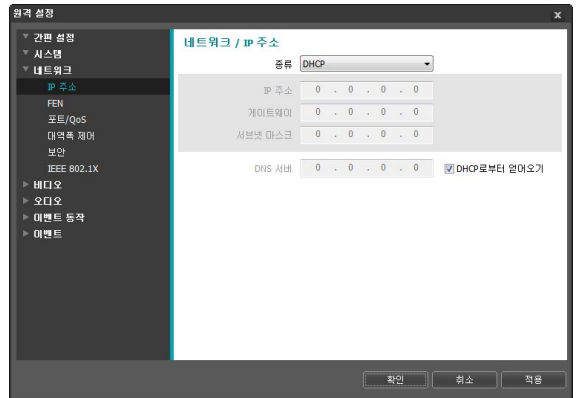 원격 설정
x
간편 설정
시스템
네트워크
IP 주소
FEN
포트/QoS
대역폭 제어
보안
IEEE 802.1X
비디오
오디오
이벤트 동작
이벤트
네트워크 / IP 주소
종류 DHCP
IP 주소 0 . 0 . 0 . 0
게이트웨이 0 . 0 . 0 . 0
서브넷 마스크 0 . 0 . 0 . 0
DNS 서버 0 . 0 . 0 . 0 DHCP로부터 얻어오기
확인 취소 적용